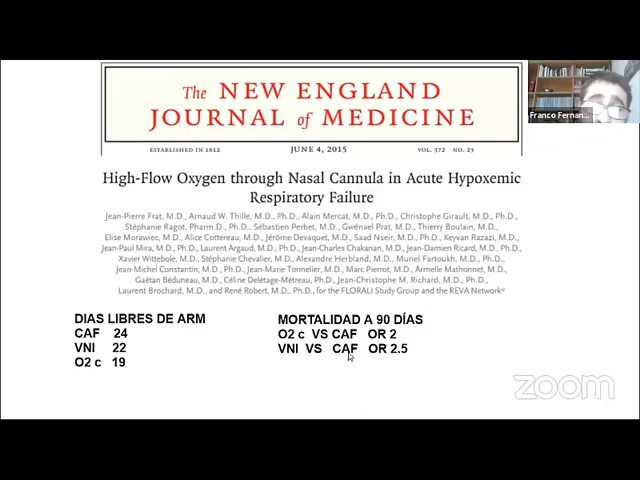 The NEW ENGLAND
JOURNAL of MEDICINE
ESTABLISHED IN 1812 JUNE 4, 2015 VOL. 372 NO. 23
Franco Fernan...
High-Flow Oxygen through Nasal Cannula in Acute Hypoxemic
Respiratory Failure
Jean-Pierre Frat, M.D., Arnaud W. Thille, M.D., Ph.D., Alain Mercat, M.D., Ph.D., Christophe Girault, M.D., Ph.D.,
Stéphanie Ragot, Pharm.D., Ph.D., Sébastien Perbet, M.D., Gwénael Prat, M.D., Thierry Boulain, M.D.,
Elise Morawiec, M.D., Alice Cottereau, M.D., Jérôme Devaquet, M.D., Saad Nseir, M.D., Ph.D., Keyvan Razazi, M.D.,
Jean-Paul Mira, M.D., Ph.D., Laurent Argaud, M.D., Ph.D., Jean-Charles Chakarian, M.D., Jean-Damien Ricard, M.D., Ph.D.,
Xavier Wittebole, M.D., Stéphanie Chevalier, M.D., Alexandre Herbland, M.D., Muriel Fartoukh, M.D., Ph.D.,
Jean-Michel Constantin, M.D., Ph.D., Jean-Marie Tonnelier, M.D., Marc Pierrot, M.D., Armelle Mathonnet, M.D.,
Gaëtan Béduneau, M.D., Céline Delétage-Métreau, Ph.D., Jean-Christophe M. Richard, M.D., Ph.D.,
Laurent Brochard, M.D., Ph.D., and René Robert, M.D., Ph.D., for the FLORALI Study Group and the REVA Network*
DIAS LIBRES DE ARM
CAF 24
VNI 22
O2 c 19
MORTALIDAD A 90 DÍAS
O2 c VS CAF OR 2
VNI VS CAF OR 2.5
zoom